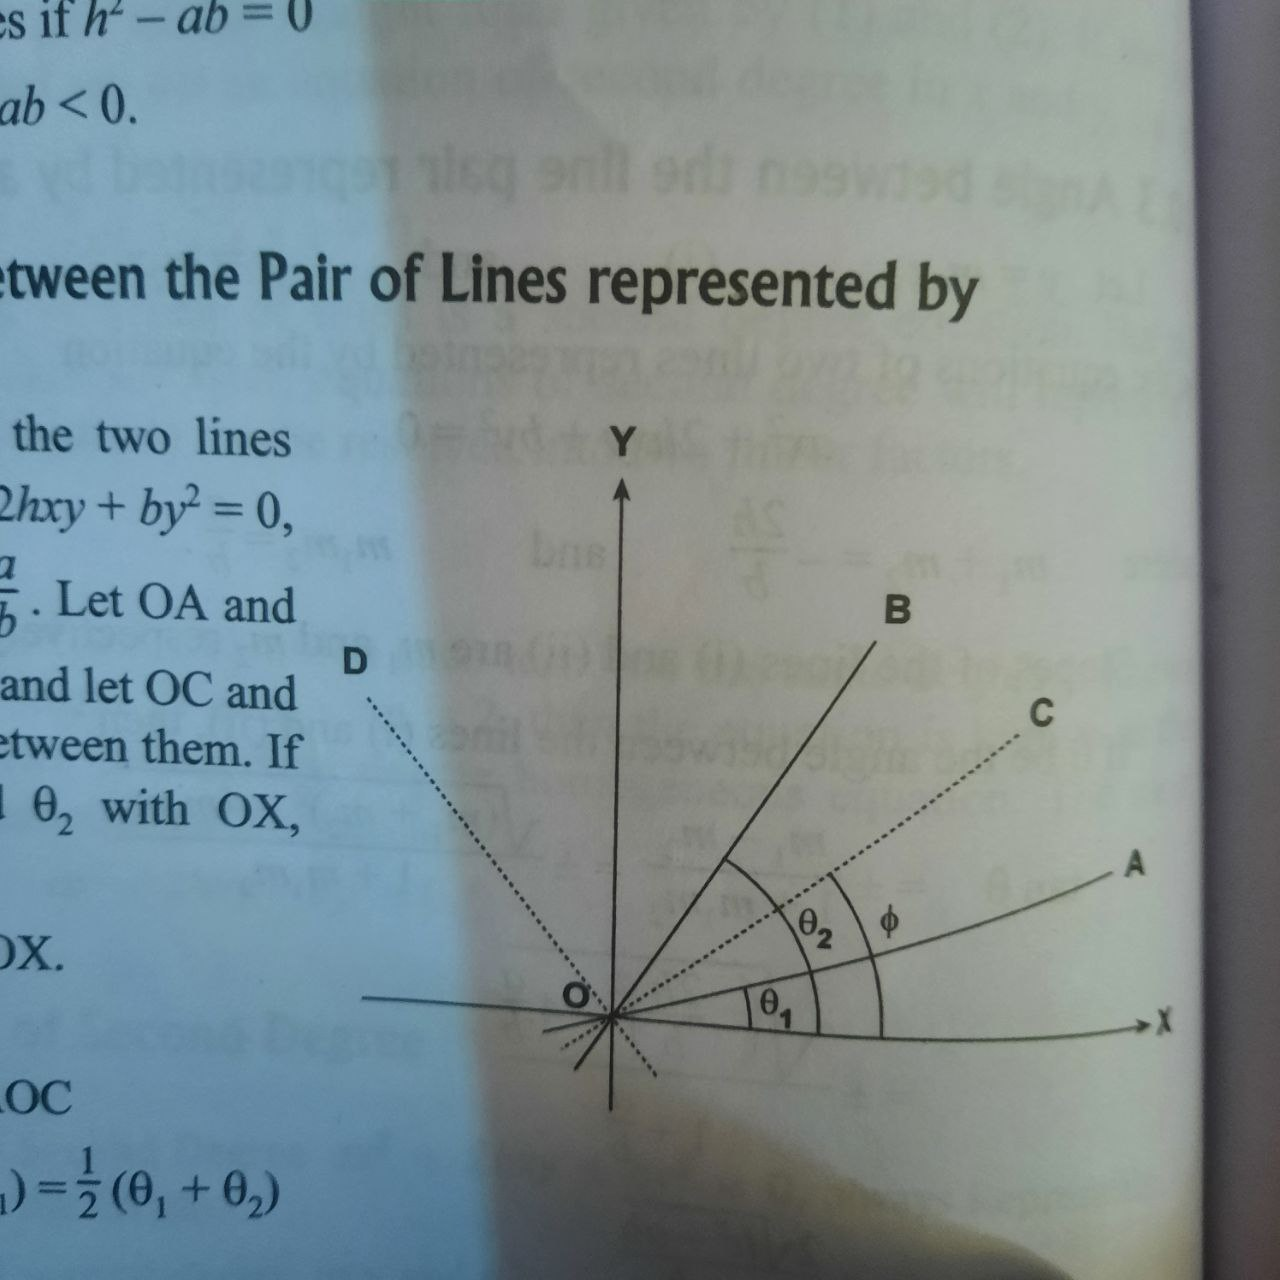 es if h² – ab = 0
ab < 0.
etween the Pair of Lines represented by
the two lines
2hxy + by² = 0,
a/b. Let OA and
and let OC and
etween them. If
θ₂ with OX,
OX.
OC
₁) = 1/2 (θ₁ + θ₂)
Y
B
D
C
A
θ₂
φ
O
θ₁
X